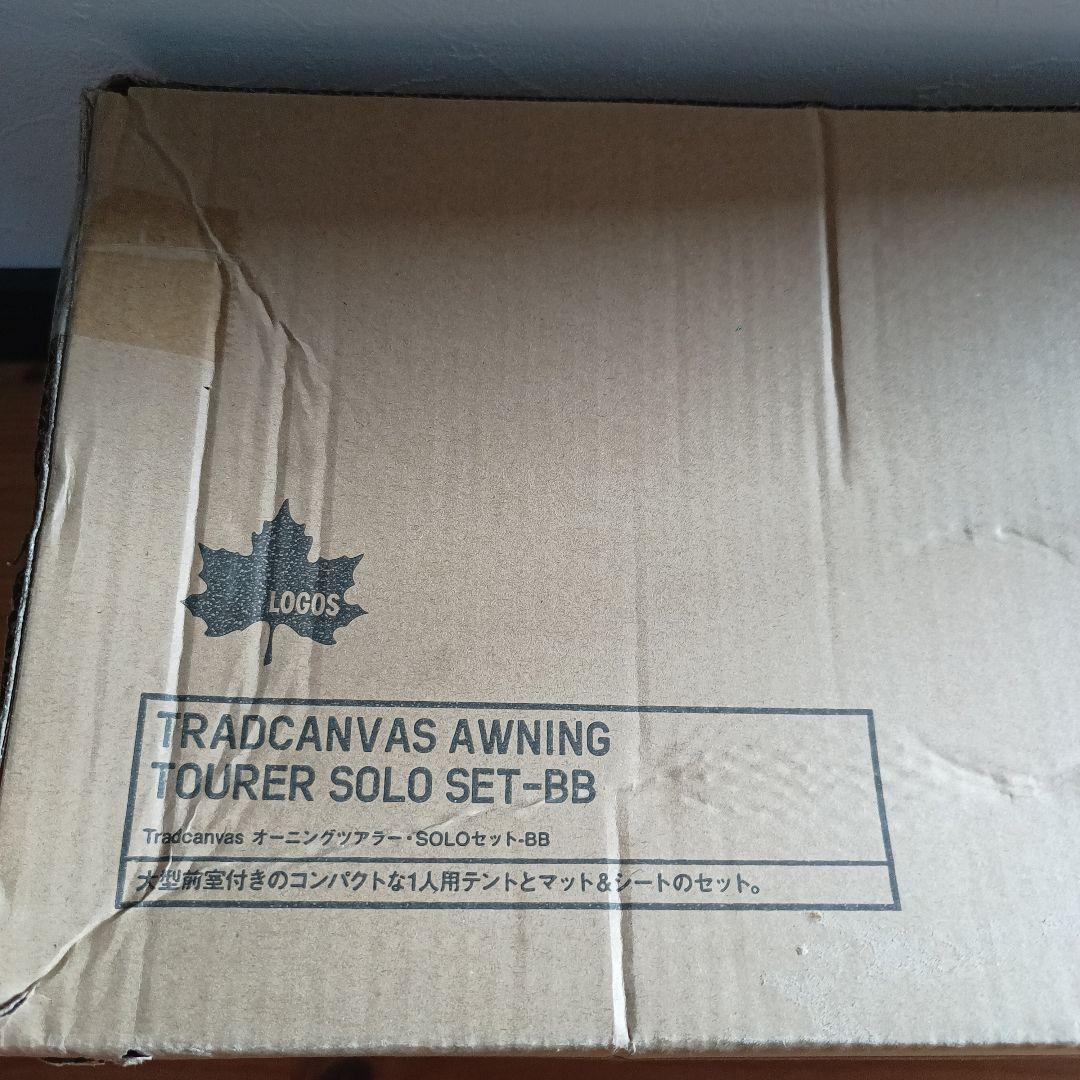 LOGOS
TRADCANVAS AWNING
TOURER SOLO SET-BB
Tradcanvas オーニングツアラー・SOLOセット-BB
大型前室付きのコンパクトな1人用テントとマット&シートのセット。